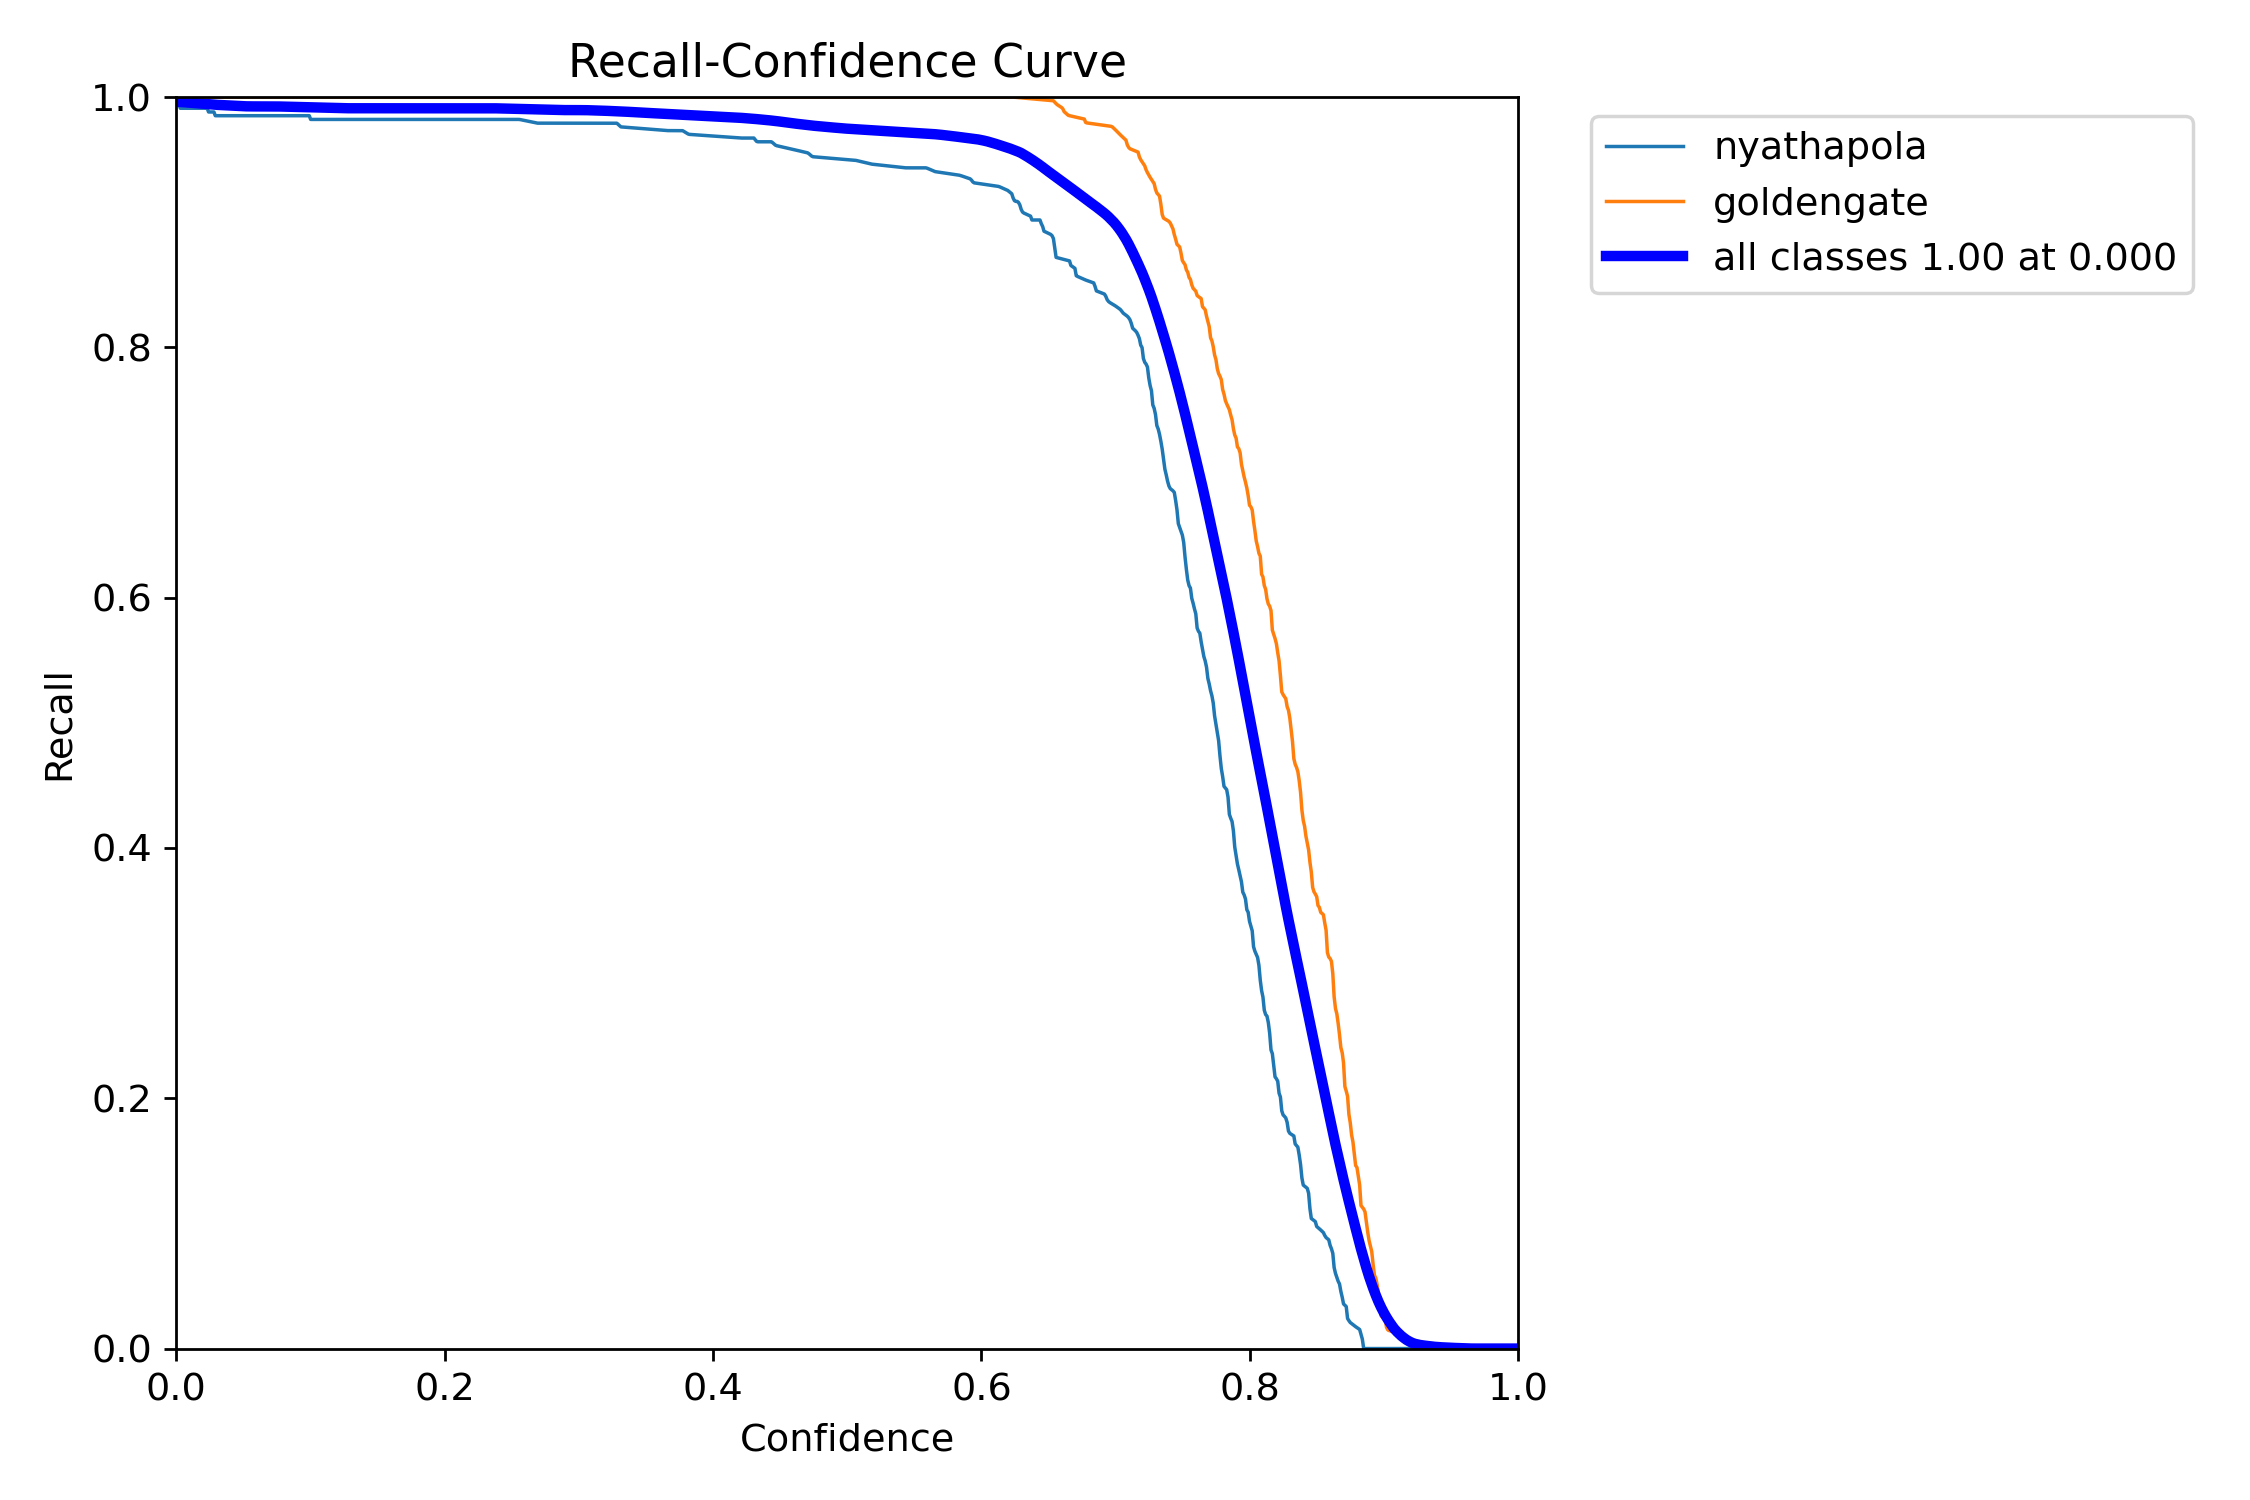 Recall-Confidence Curve
1.0
0.8
0.6
0.4
0.2
0.0
Recall
0.0 0.2 0.4 0.6 0.8 1.0
Confidence
nyathapola
goldengate
all classes 1.00 at 0.000